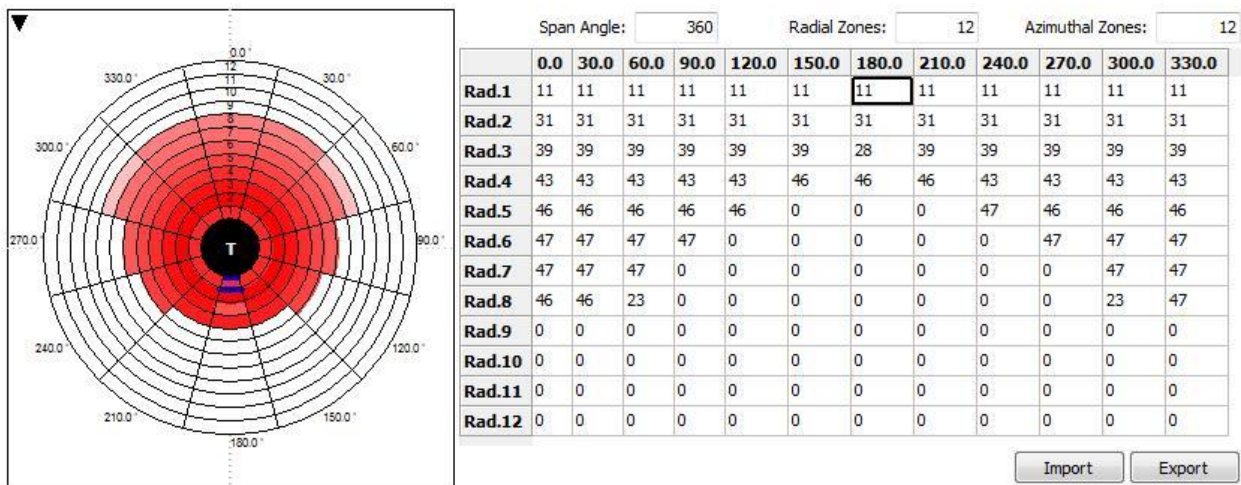 Span Angle: 360 Radial Zones: 12 Azimuthal Zones: 12
0.0 °
330.0 ° 30.0 °
300.0 ° 60.0 °
270.0 ° 90.0 °
240.0 ° 120.0 °
210.0 ° 150.0 °
180.0 °
12
11
10
9
8
7
6
5
4
3
2
T
0.0 30.0 60.0 90.0 120.0 150.0 180.0 210.0 240.0 270.0 300.0 330.0
Rad.1 11 11 11 11 11 11 11 11 11 11 11 11
Rad.2 31 31 31 31 31 31 31 31 31 31 31 31
Rad.3 39 39 39 39 39 39 28 39 39 39 39 39
Rad.4 43 43 43 43 43 46 46 46 43 43 43 43
Rad.5 46 46 46 46 46 0 0 0 47 46 46 46
Rad.6 47 47 47 47 0 0 0 0 0 47 47 47
Rad.7 47 47 47 0 0 0 0 0 0 0 47 47
Rad.8 46 46 23 0 0 0 0 0 0 0 23 47
Rad.9 0 0 0 0 0 0 0 0 0 0 0 0
Rad.10 0 0 0 0 0 0 0 0 0 0 0 0
Rad.11 0 0 0 0 0 0 0 0 0 0 0 0
Rad.12 0 0 0 0 0 0 0 0 0 0 0 0
Import Export